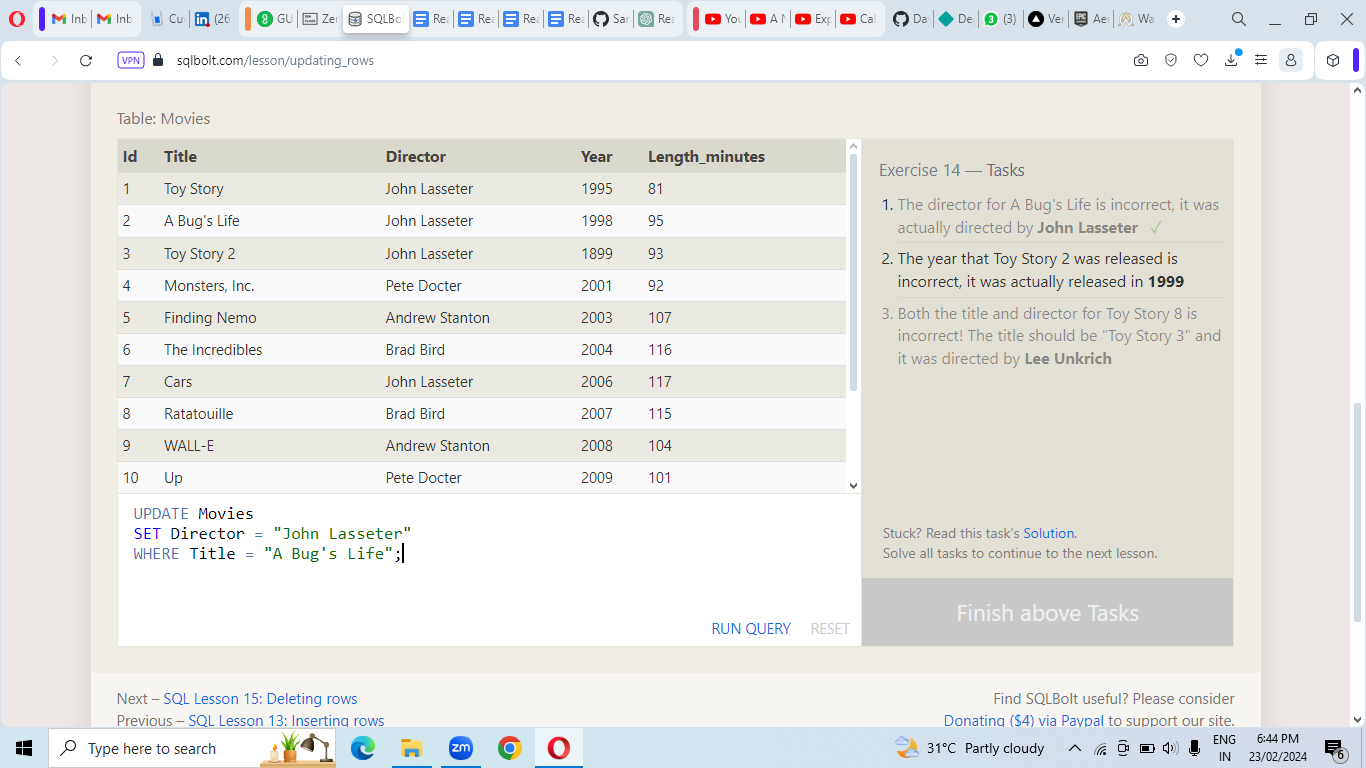 Inb
Inb
Cu
(26
GU
Zer
SQLBo
Rea
Rea
Rea
Rea
Sar
Rea
You
A N
Exp
Cal
Da
De
(3)
Ver
Aer
Wa
VPN
sqlbolt.com/lesson/updating_rows
Table: Movies
Id Title Director Year Length_minutes
1 Toy Story John Lasseter 1995 81
2 A Bug's Life John Lasseter 1998 95
3 Toy Story 2 John Lasseter 1899 93
4 Monsters, Inc. Pete Docter 2001 92
5 Finding Nemo Andrew Stanton 2003 107
6 The Incredibles Brad Bird 2004 116
7 Cars John Lasseter 2006 117
8 Ratatouille Brad Bird 2007 115
9 WALL-E Andrew Stanton 2008 104
10 Up Pete Docter 2009 101
UPDATE Movies
SET Director = "John Lasseter"
WHERE Title = "A Bug's Life";
RUN QUERY RESET
Exercise 14 — Tasks
1. The director for A Bug's Life is incorrect, it was
actually directed by John Lasseter ✓
2. The year that Toy Story 2 was released is
incorrect, it was actually released in 1999
3. Both the title and director for Toy Story 8 is
incorrect! The title should be "Toy Story 3" and
it was directed by Lee Unkrich
Stuck? Read this task's Solution.
Solve all tasks to continue to the next lesson.
Finish above Tasks
Next – SQL Lesson 15: Deleting rows
Previous – SQL Lesson 13: Inserting rows
Find SQLBolt useful? Please consider
Donating ($4) via Paypal to support our site.
Type here to search
zm
31°C Partly cloudy
ENG
IN
6:44 PM
23/02/2024
6